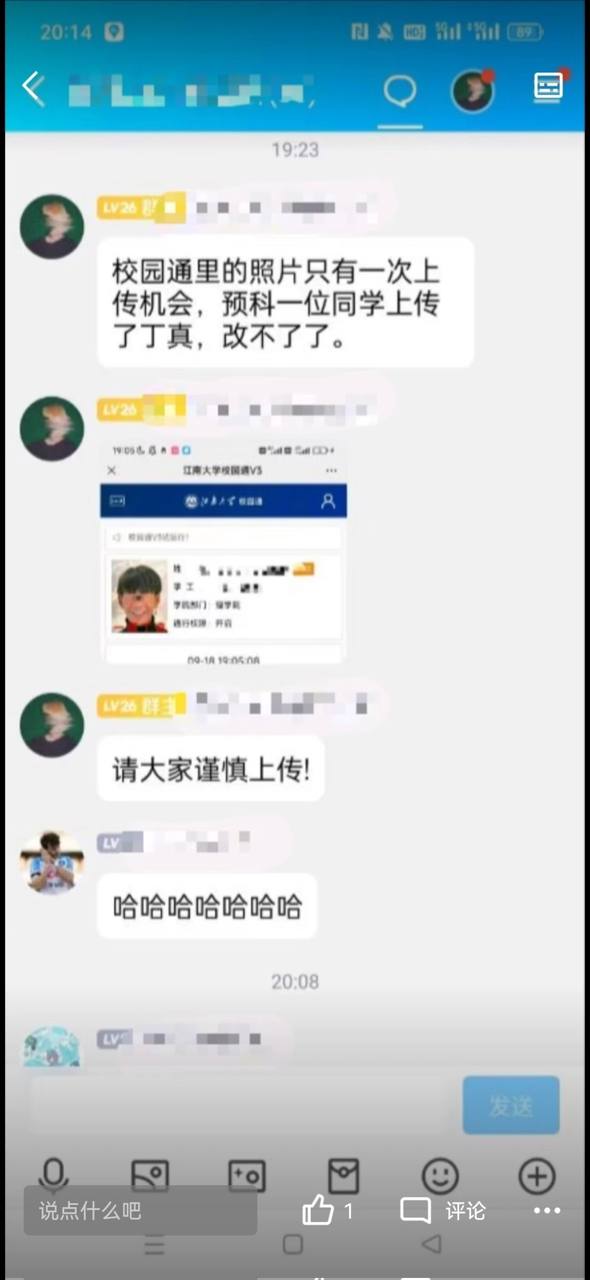 20:14
HD
5G
5G
89
19:23
LV26 群
校园通里的照片只有一次上
传机会，预科一位同学上传
了丁真，改不了了。
LV26
19:05
江南大学校园通V3
江南大学 校园通
校园通V3试运行!
姓
学 工
学院部门：留学院
通行权限：开启
09-18 19:05:08
LV26 群主
请大家谨慎上传!
LV
哈哈哈哈哈哈哈
20:08
LV
发送
说点什么吧
1
评论